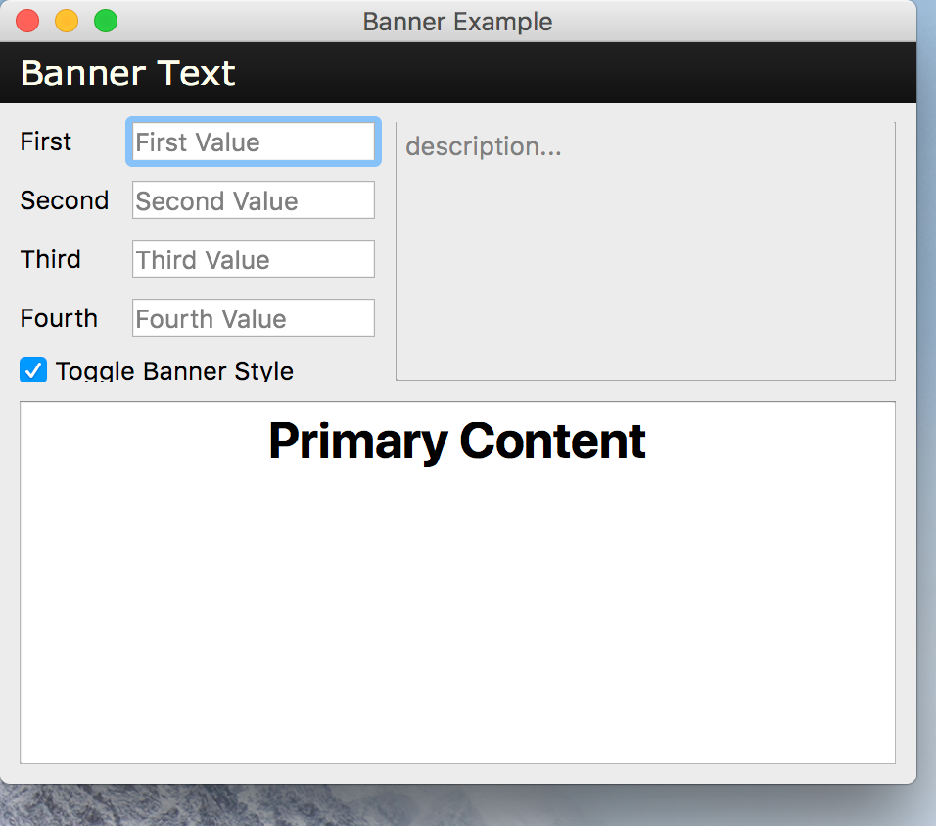 Banner Example
Banner Text
First First Value
description...
Second Second Value
Third Third Value
Fourth Fourth Value
Toggle Banner Style
Primary Content